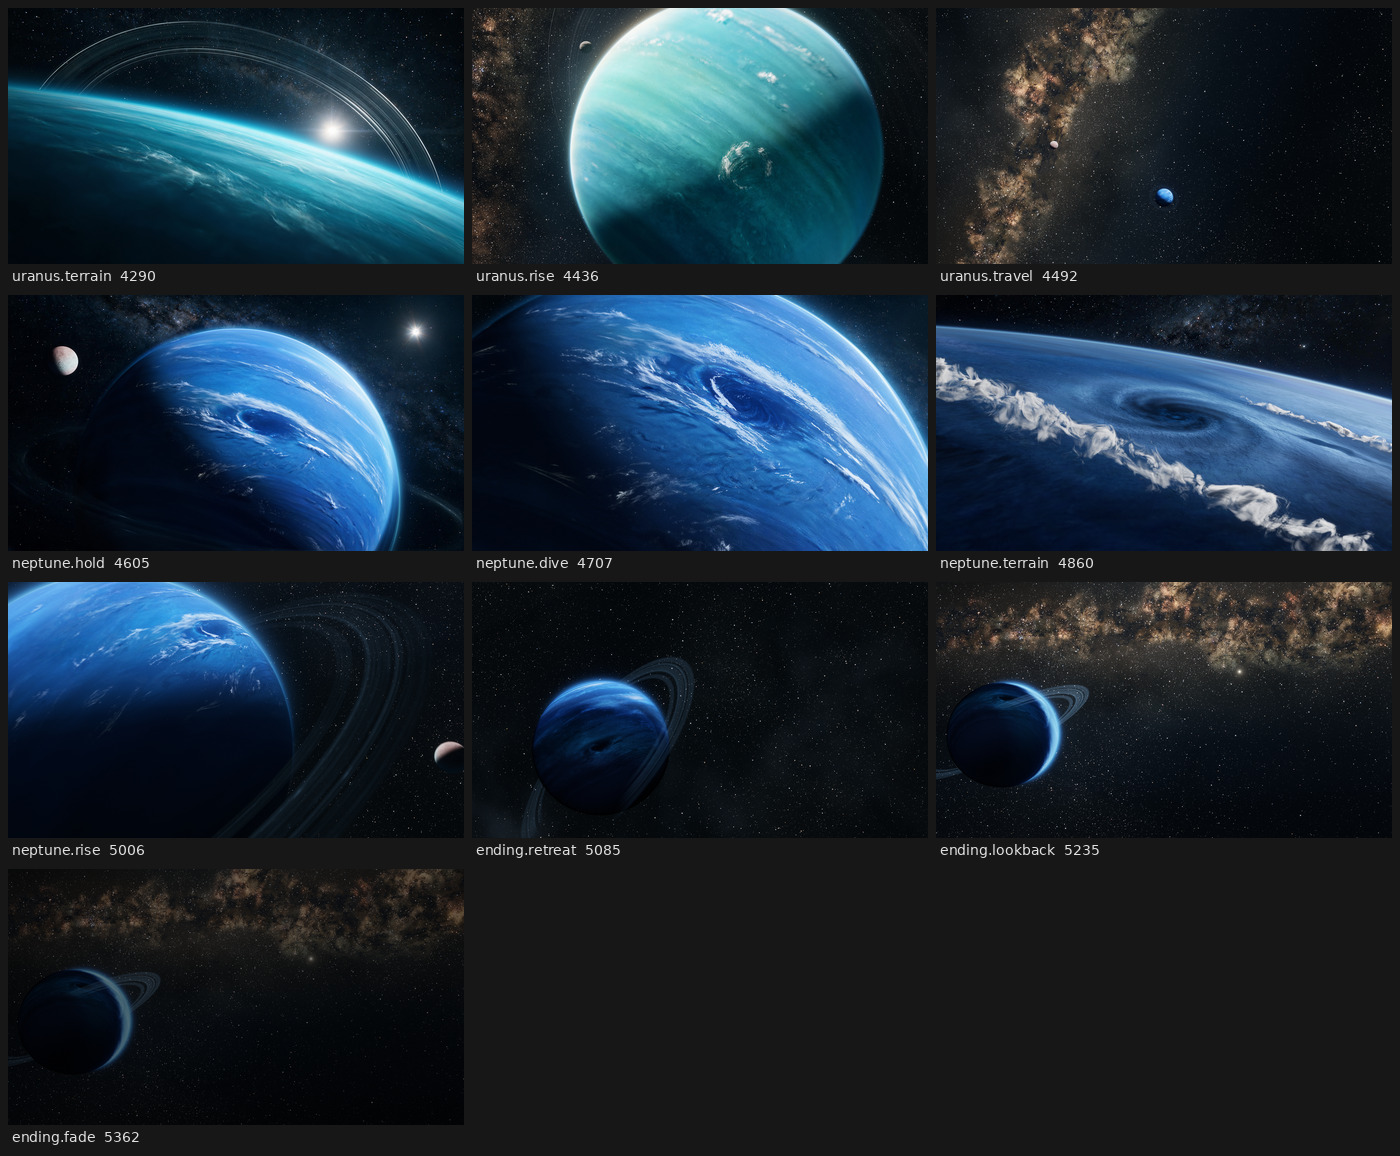 uranus.terrain 4290
uranus.rise 4436
uranus.travel 4492
neptune.hold 4605
neptune.dive 4707
neptune.terrain 4860
neptune.rise 5006
ending.retreat 5085
ending.lookback 5235
ending.fade 5362